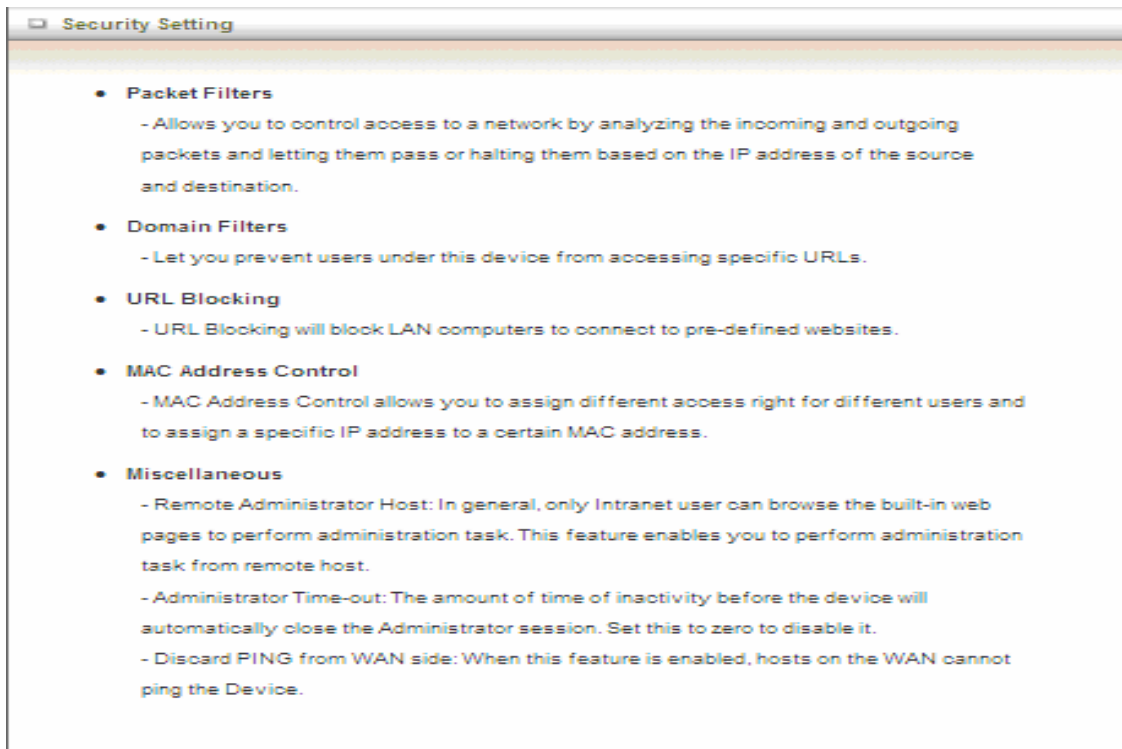 Security Setting
• Packet Filters
- Allows you to control access to a network by analyzing the incoming and outgoing
packets and letting them pass or halting them based on the IP address of the source
and destination.
• Domain Filters
- Let you prevent users under this device from accessing specific URLs.
• URL Blocking
- URL Blocking will block LAN computers to connect to pre-defined websites.
• MAC Address Control
- MAC Address Control allows you to assign different access right for different users and
to assign a specific IP address to a certain MAC address.
• Miscellaneous
- Remote Administrator Host: In general, only Intranet user can browse the built-in web
pages to perform administration task. This feature enables you to perform administration
task from remote host.
- Administrator Time-out: The amount of time of inactivity before the device will
automatically close the Administrator session. Set this to zero to disable it.
- Discard PING from WAN side: When this feature is enabled, hosts on the WAN cannot
ping the Device.